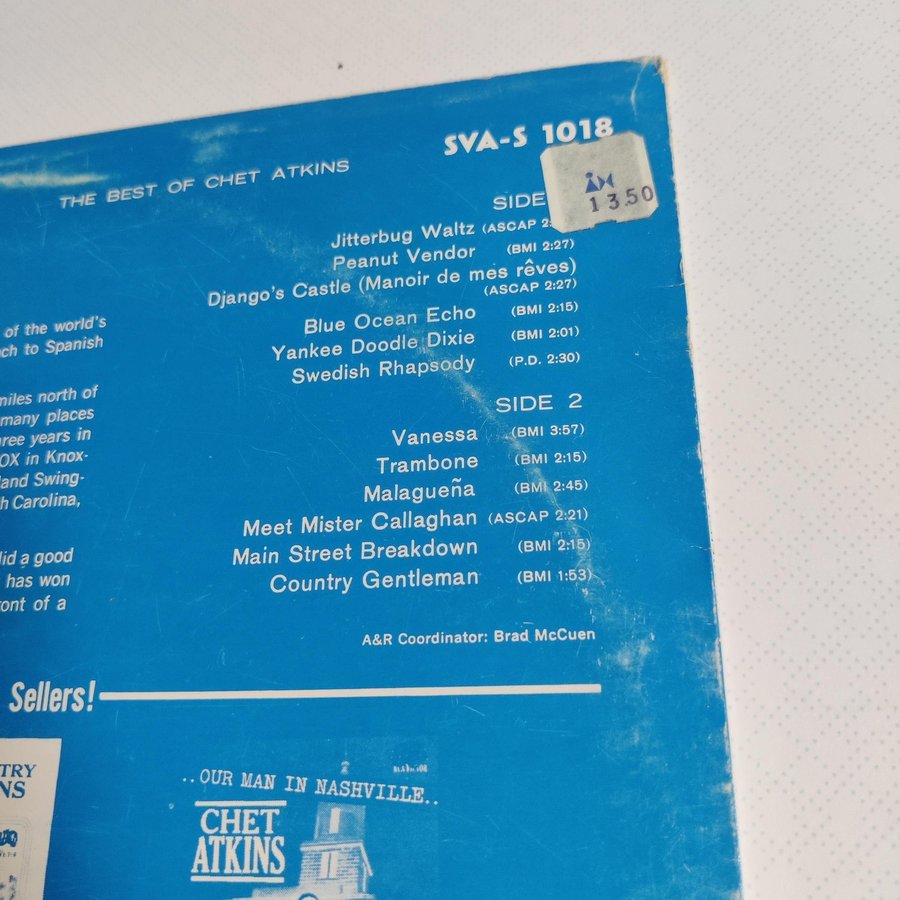 SVA-S 1018
THE BEST OF CHET ATKINS
13.50
SIDE
Jitterbug Waltz (ASCAP
Peanut Vendor (BMI 2:27)
Django's Castle (Manoir de mes rêves)
(ASCAP 2:27)
Blue Ocean Echo (BMI 2:15)
Yankee Doodle Dixie (BMI 2:01)
Swedish Rhapsody (P.D. 2:30)
SIDE 2
Vanessa (BMI 3:57)
Trambone (BMI 2:15)
Malagueña (BMI 2:45)
Meet Mister Callaghan (ASCAP 2:21)
Main Street Breakdown (BMI 2:15)
Country Gentleman (BMI 1:53)
A&R Coordinator: Brad McCuen
of the world's
ch to Spanish
miles north of
many places
ree years in
OX in Knox-
land Swing-
h Carolina,
did a good
has won
ront of a
Sellers!
TRY
NS
..OUR MAN IN NASHVILLE..
CHET
ATKINS